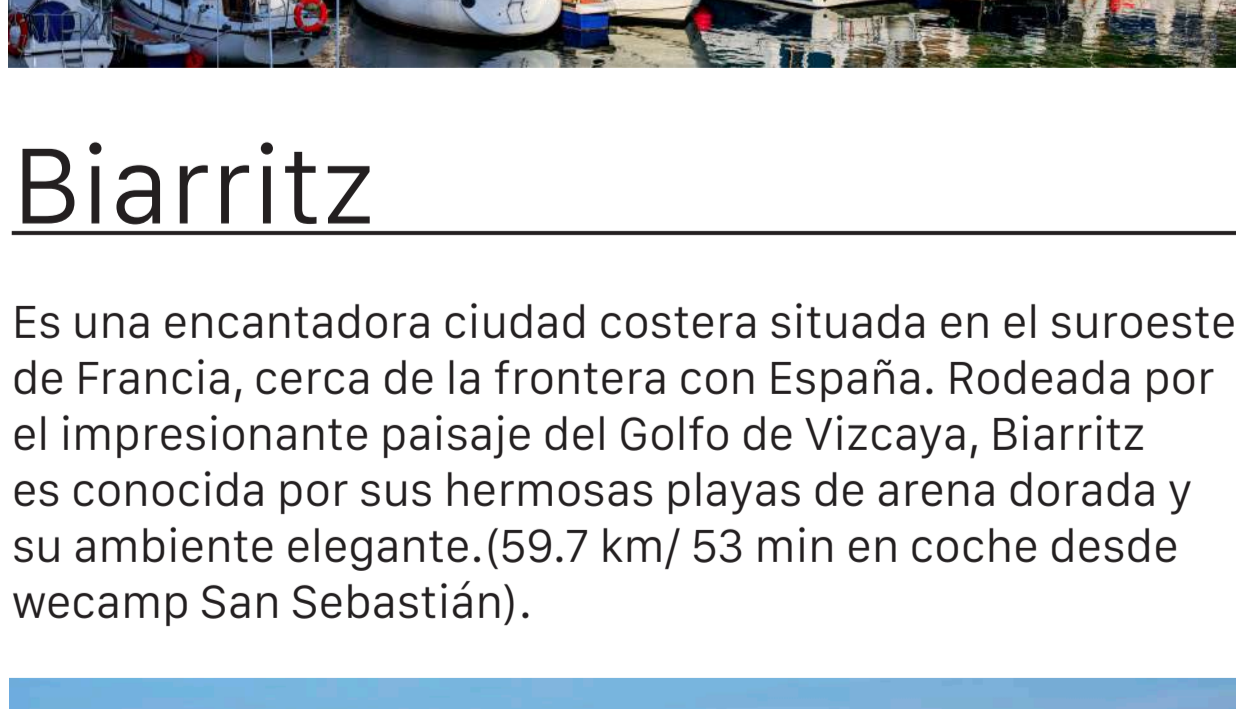 Biarritz
Es una encantadora ciudad costera situada en el suroeste
de Francia, cerca de la frontera con España. Rodeada por
el impresionante paisaje del Golfo de Vizcaya, Biarritz
es conocida por sus hermosas playas de arena dorada y
su ambiente elegante.(59.7 km/ 53 min en coche desde
wecamp San Sebastián).